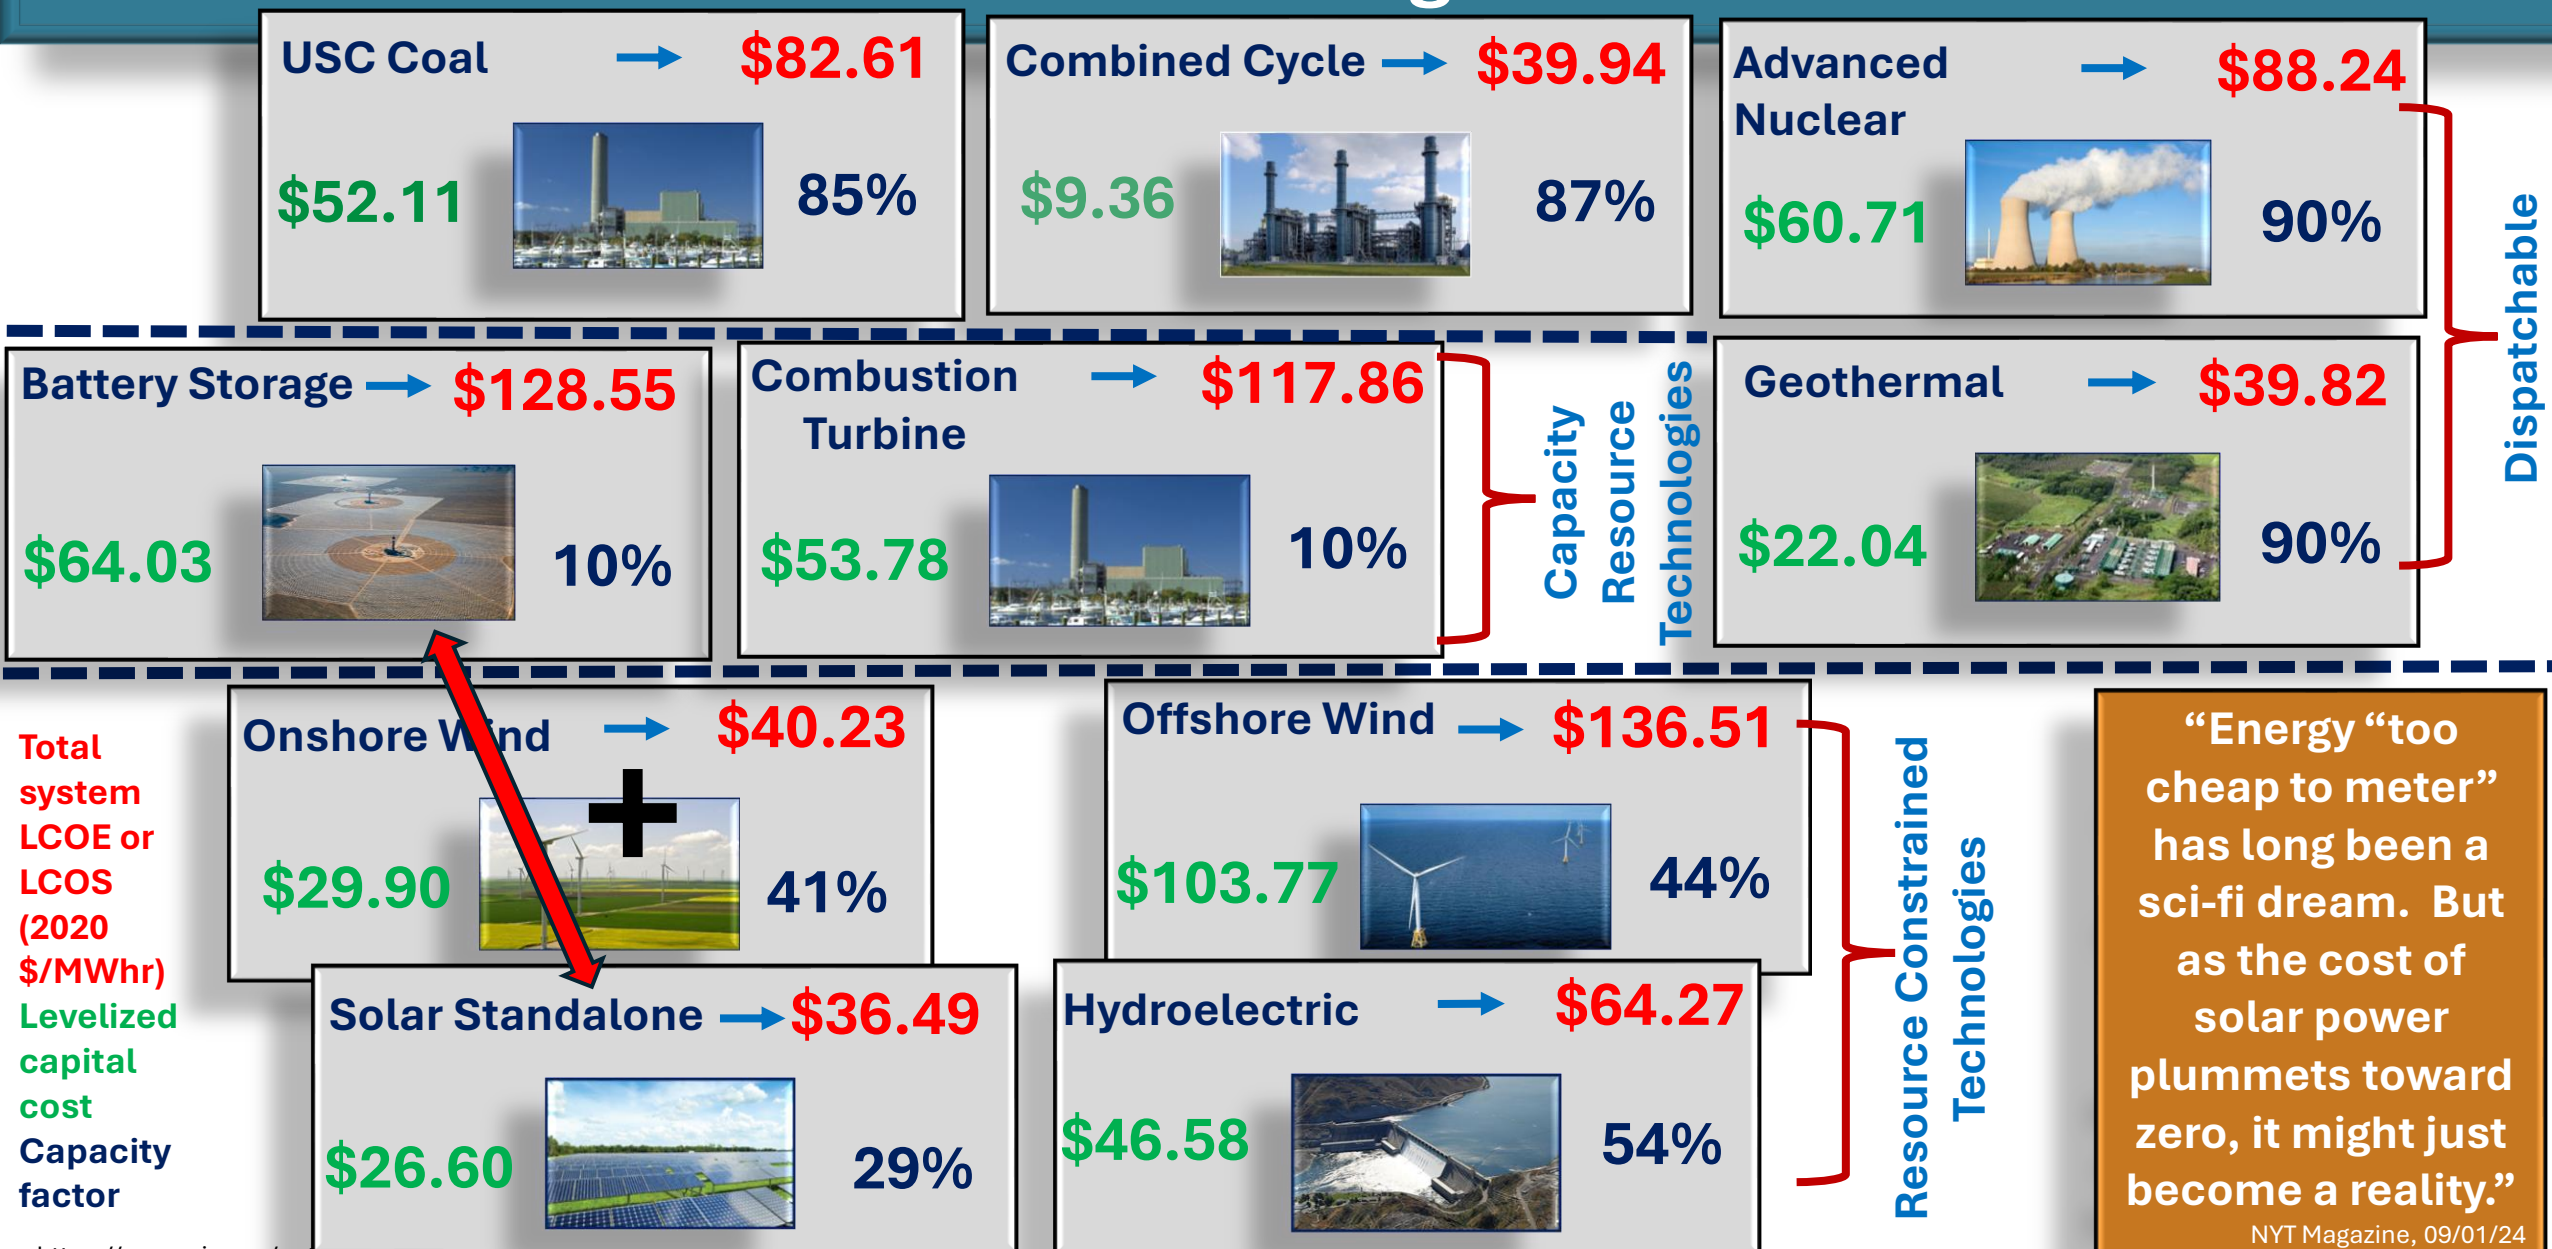 USC Coal
$82.61
$52.11
85%
Combined Cycle
$39.94
$9.36
87%
Advanced
Nuclear
$88.24
$60.71
90%
Dispatchable
Battery Storage
$128.55
$64.03
10%
Combustion
Turbine
$117.86
$53.78
10%
Capacity
Resource
Technologies
Geothermal
$39.82
$22.04
90%
Total
system
LCOE or
LCOS
(2020
$/MWhr)
Levelized
capital
cost
Capacity
factor
Onshore Wind
$40.23
$29.90
41%
Offshore Wind
$136.51
$103.77
44%
Solar Standalone
$36.49
$26.60
29%
Hydroelectric
$64.27
$46.58
54%
Resource Constrained
Technologies
“Energy “too
cheap to meter”
has long been a
sci-fi dream.  But
as the cost of
solar power
plummets toward
zero, it might just
become a reality.”
NYT Magazine, 09/01/24